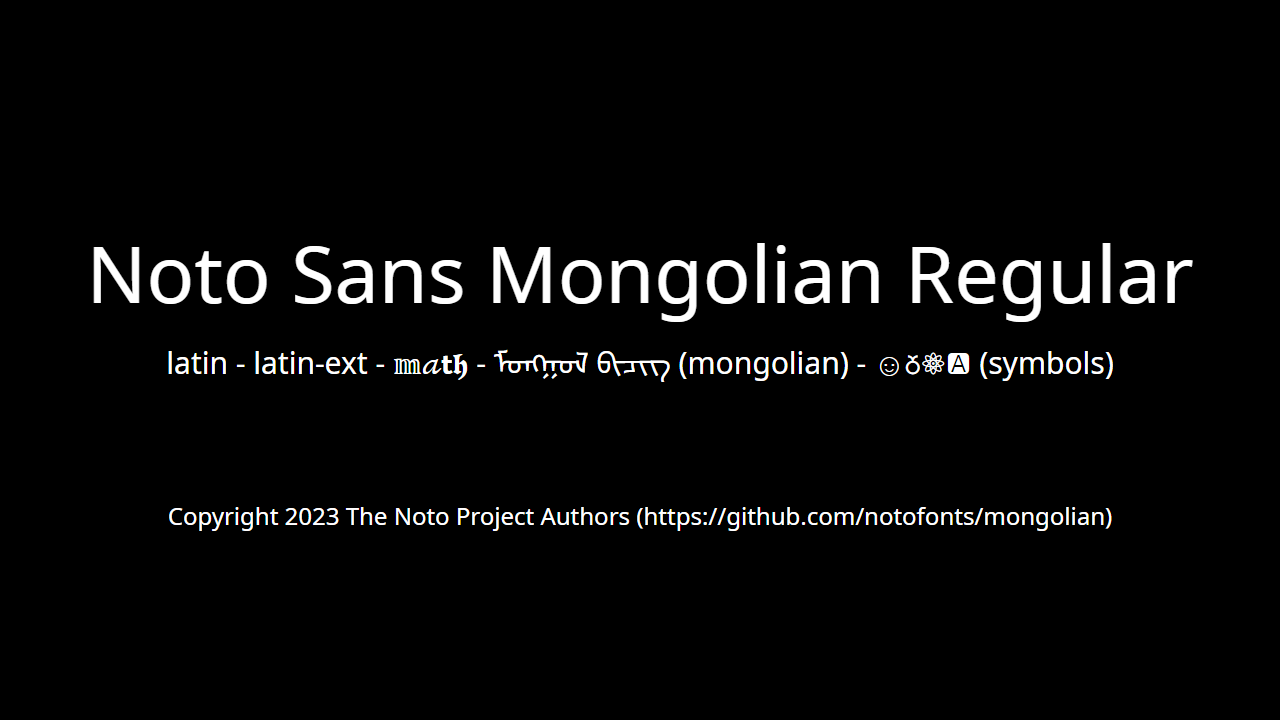 Noto Sans Mongolian Regular
latin - latin-ext - 𝕞𝓪𝘁𝖍 - ᠮᠣᠩᠭᠣᠯ ᠪᠢᠴᠢᠭ (mongolian) - ☺♉⚛🅰 (symbols)
Copyright 2023 The Noto Project Authors (https://github.com/notofonts/mongolian)